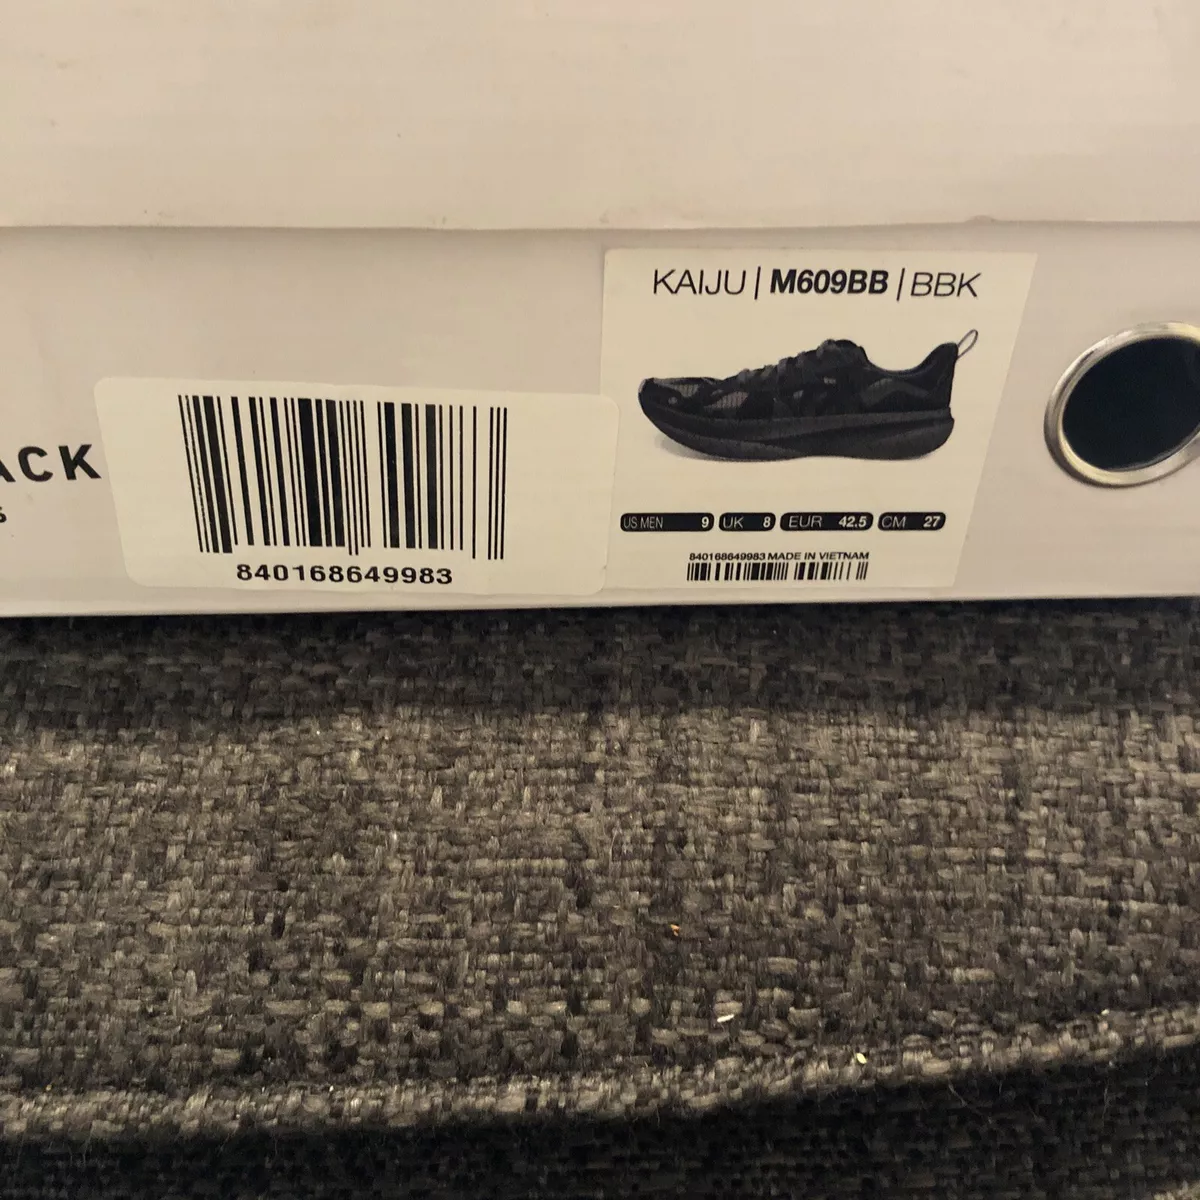 KAIJU | M609BB | BBK
ACK
840168649983
US MEN 9 UK 8 EUR 42.5 CM 27
840168649983 MADE IN VIETNAM